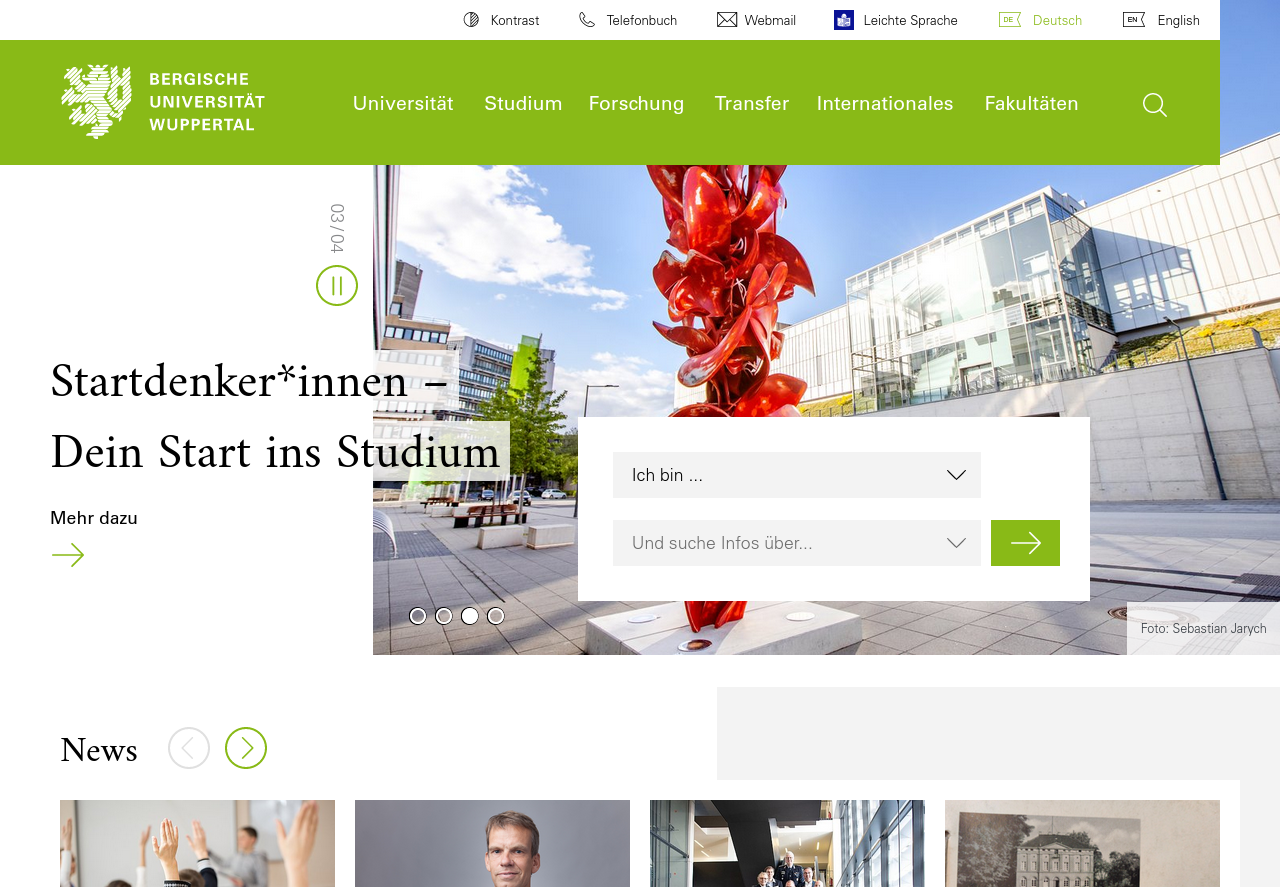 Kontrast
Telefonbuch
Webmail
Leichte Sprache
DE Deutsch
EN English
BERGISCHE
UNIVERSITÄT
WUPPERTAL
Universität
Studium
Forschung
Transfer
Internationales
Fakultäten
03 / 04
Startdenker*innen –
Dein Start ins Studium
Mehr dazu
Ich bin ...
Und suche Infos über...
Foto: Sebastian Jarych
News